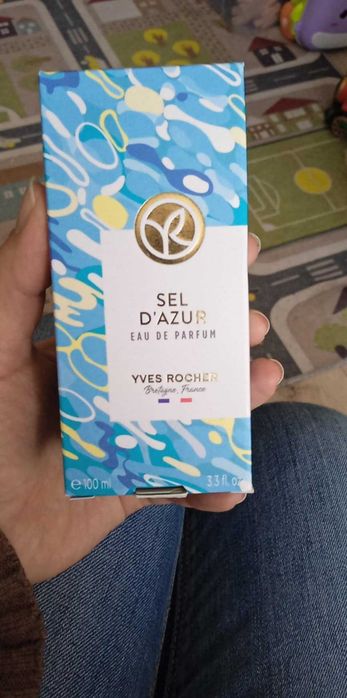 SEL
D'AZUR
EAU DE PARFUM
YVES ROCHER
Bretagne, France
℮ 100 ml
3.3 fl. oz